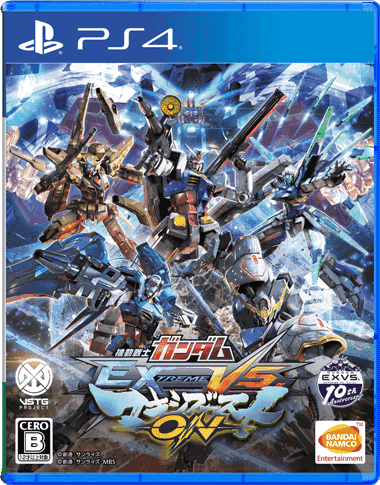 PS4
機動戦士
ガンダム
EXTREME VS.
マキシブースト
ON
VSTG
PROJECT
EXVS.
10th
Anniversary
CERO
B
12才以上対象
©創通・サンライズ
©創通・サンライズ・MBS
BANDAI
NAMCO
Entertainment